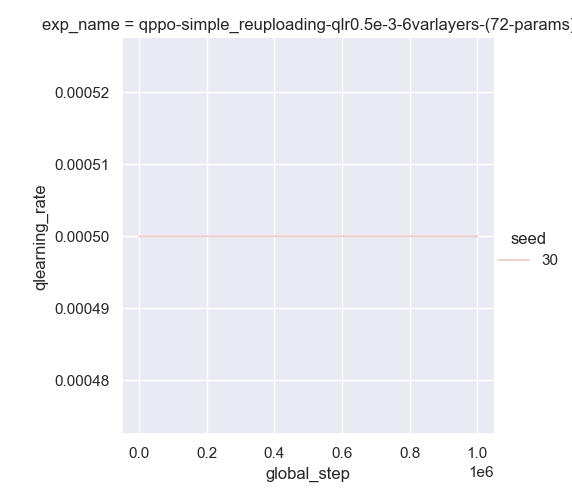 exp_name = qppo-simple_reuploading-qlr0.5e-3-6varlayers-(72-params)
0.00052
0.00051
0.00050
0.00049
0.00048
qlearning_rate
seed
30
0.0 0.2 0.4 0.6 0.8 1.0
1e6
global_step